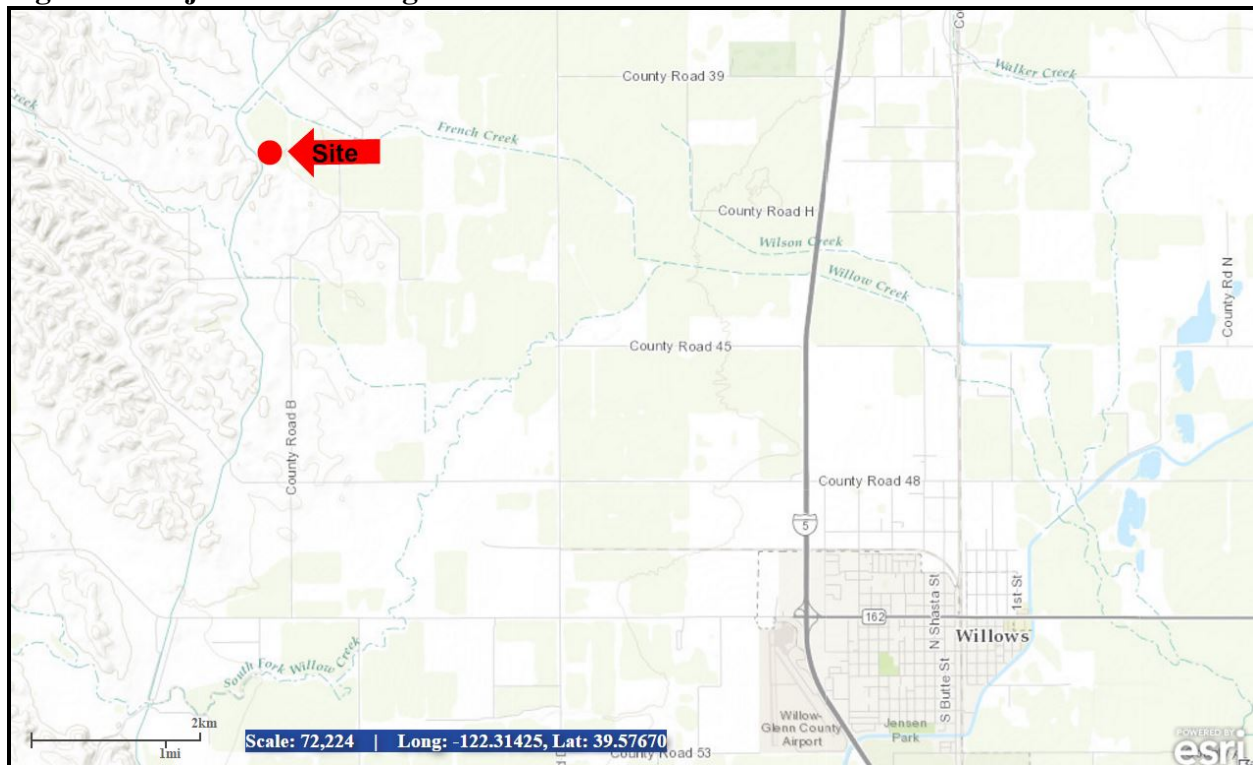 County Road 39
Walker Creek
Creek
French Creek
Site
County Road H
Wilson Creek
Willow Creek
County Rd N
County Road 45
County Road B
County Road 48
5
N Shasta St
1st St
162
Willows
South Fork Willow Creek
S Butte St
Willow-
Glenn County
Airport
Jensen
Park
2km
1mi
Scale: 72,224 | Long: -122.31425, Lat: 39.57670
County Road 53
POWERED BY
esri